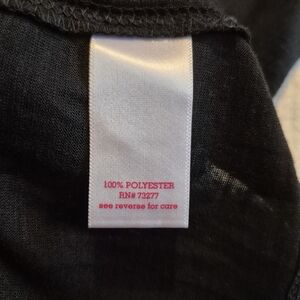 100% POLYESTER
RN# 73277
see reverse for care